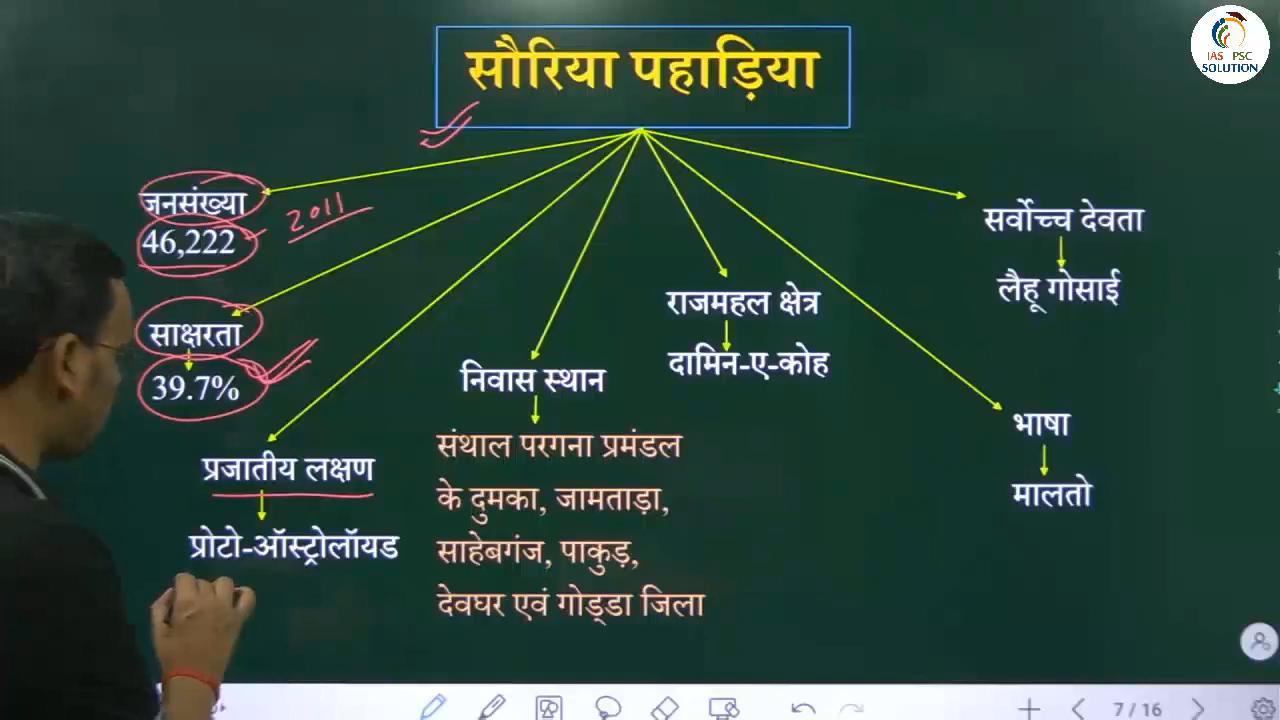 IAS PSC
SOLUTION
सौरिया पहाड़िया
जनसंख्या
46,222
2011
साक्षरता
39.7%
प्रजातीय लक्षण
प्रोटो-ऑस्ट्रोलॉयड
निवास स्थान
संथाल परगना प्रमंडल
के दुमका, जामताड़ा,
साहेबगंज, पाकुड़,
देवघर एवं गोड्डा जिला
राजमहल क्षेत्र
दामिन-ए-कोह
सर्वोच्च देवता
लैहू गोसाई
भाषा
मालतो
7/16